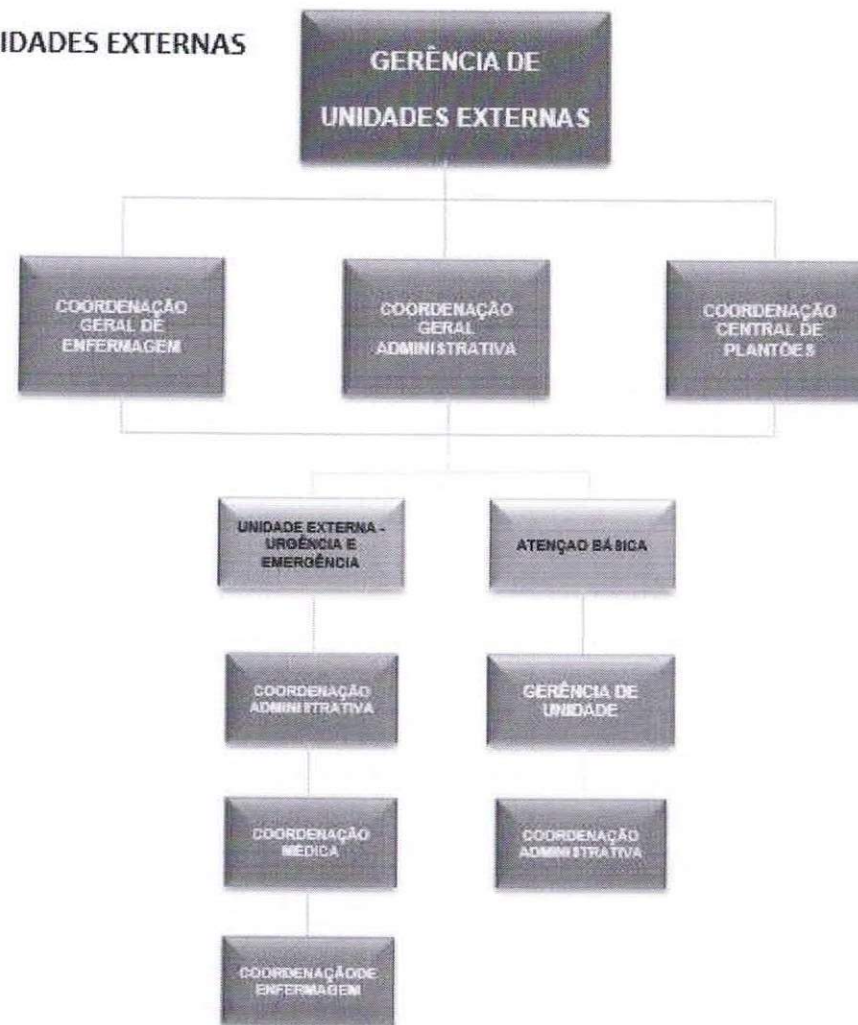 IDADES EXTERNAS
GERÊNCIA DE
UNIDADES EXTERNAS
COORDENAÇÃO
GERAL DE
ENFERMAGEM
COORDENAÇÃO
GERAL
ADMINISTRATIVA
COORDENAÇÃO
CENTRAL DE
PLANTÕES
UNIDADE EXTERNA -
URGÊNCIA E
EMERGÊNCIA
ATENÇAO BÁSICA
COORDENAÇÃO
ADMINISTRATIVA
GERÊNCIA DE
UNIDADE
COORDENAÇÃO
MÉDICA
COORDENAÇÃO
ADMINISTRATIVA
COORDENAÇÃODE
ENFERMAGEM